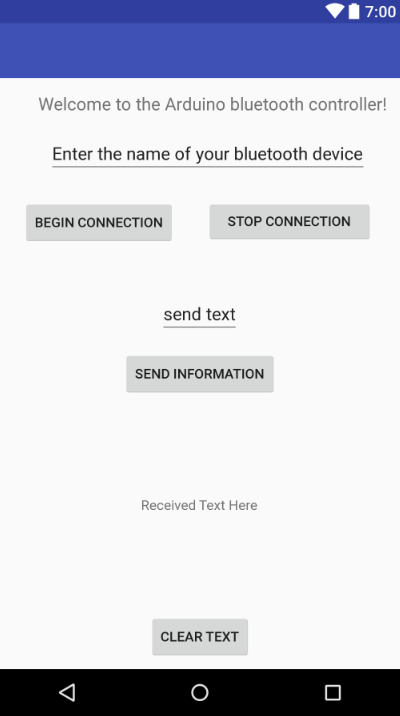 7:00
Welcome to the Arduino bluetooth controller!
Enter the name of your bluetooth device
BEGIN CONNECTION
STOP CONNECTION
send text
SEND INFORMATION
Received Text Here
CLEAR TEXT